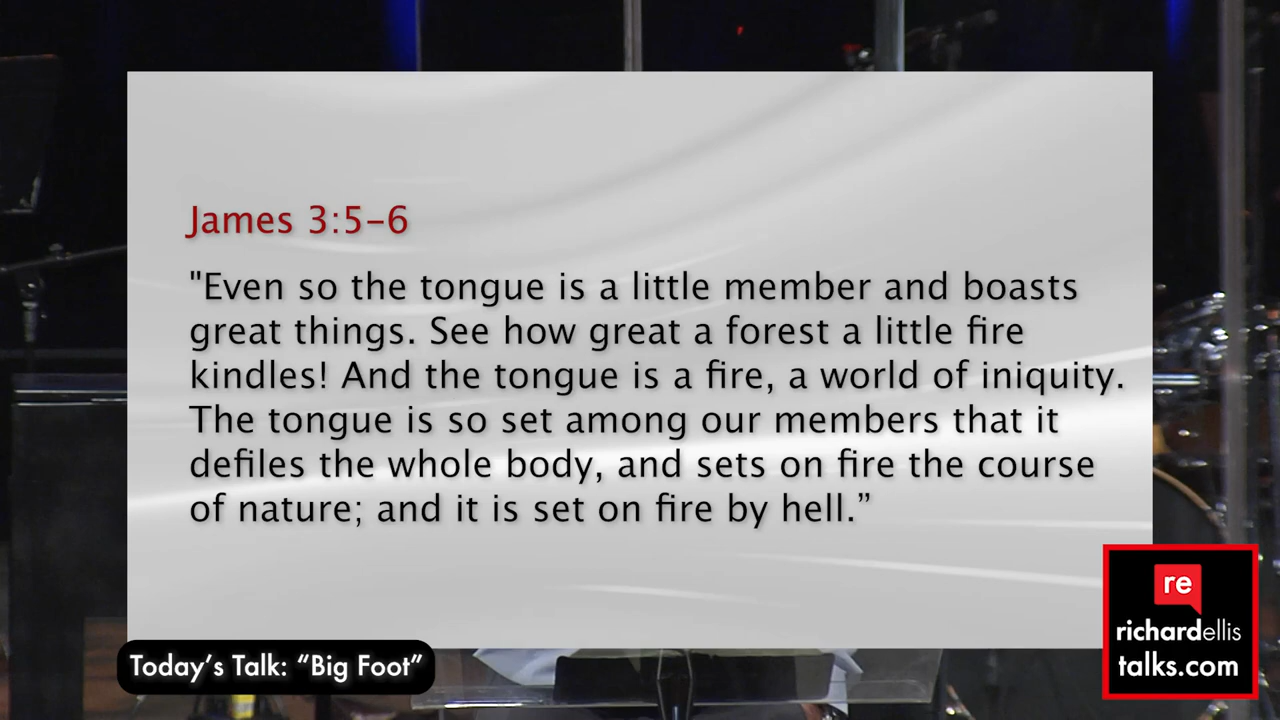 James 3:5–6
"Even so the tongue is a little member and boasts
great things. See how great a forest a little fire
kindles! And the tongue is a fire, a world of iniquity.
The tongue is so set among our members that it
defiles the whole body, and sets on fire the course
of nature; and it is set on fire by hell.”
Today’s Talk: “Big Foot”
re
richardellis
talks.com